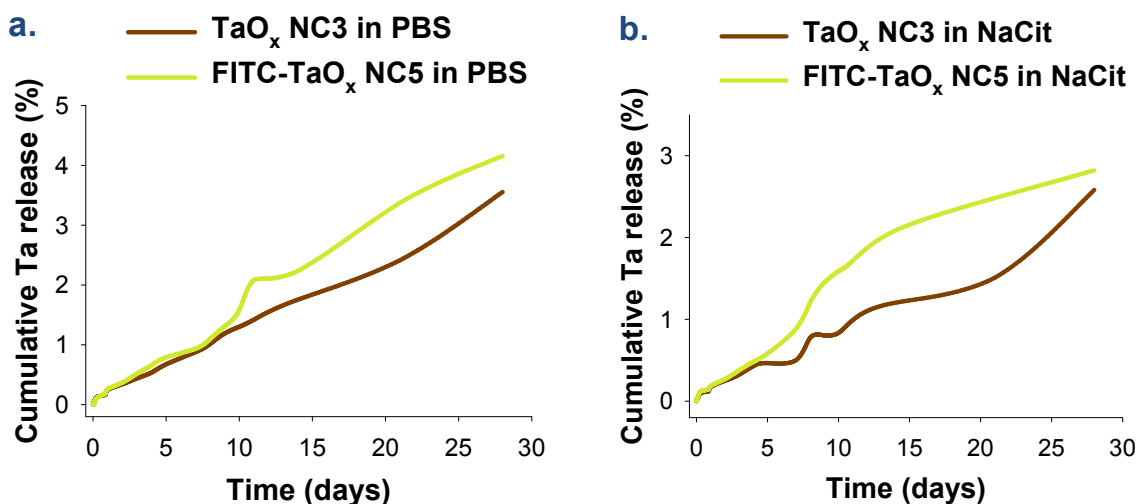 a.
TaOx NC3 in PBS
FITC-TaOx NC5 in PBS
Cumulative Ta release (%)
5
4
3
2
1
0
0 5 10 15 20 25 30
Time (days)
b.
TaOx NC3 in NaCit
FITC-TaOx NC5 in NaCit
Cumulative Ta release (%)
3
2
1
0
0 5 10 15 20 25 30
Time (days)